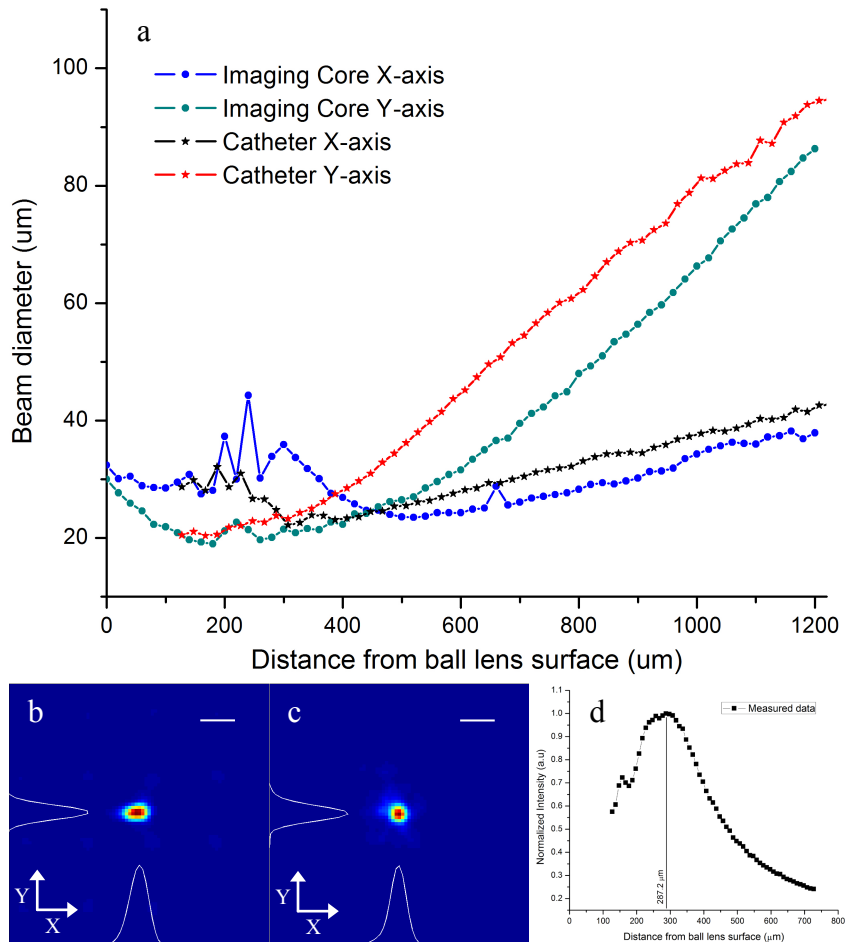 a
100
80
60
40
20
Beam diameter (um)
Imaging Core X-axis
Imaging Core Y-axis
Catheter X-axis
Catheter Y-axis
0 200 400 600 800 1000 1200
Distance from ball lens surface (um)
b
Y
X
c
Y
X
d
1.1
1.0
0.9
0.8
0.7
0.6
0.5
0.4
0.3
0.2
Normalized Intensity (a.u)
Measured data
287.2 μm
0 100 200 300 400 500 600 700 800
Distance from ball lens surface (μm)